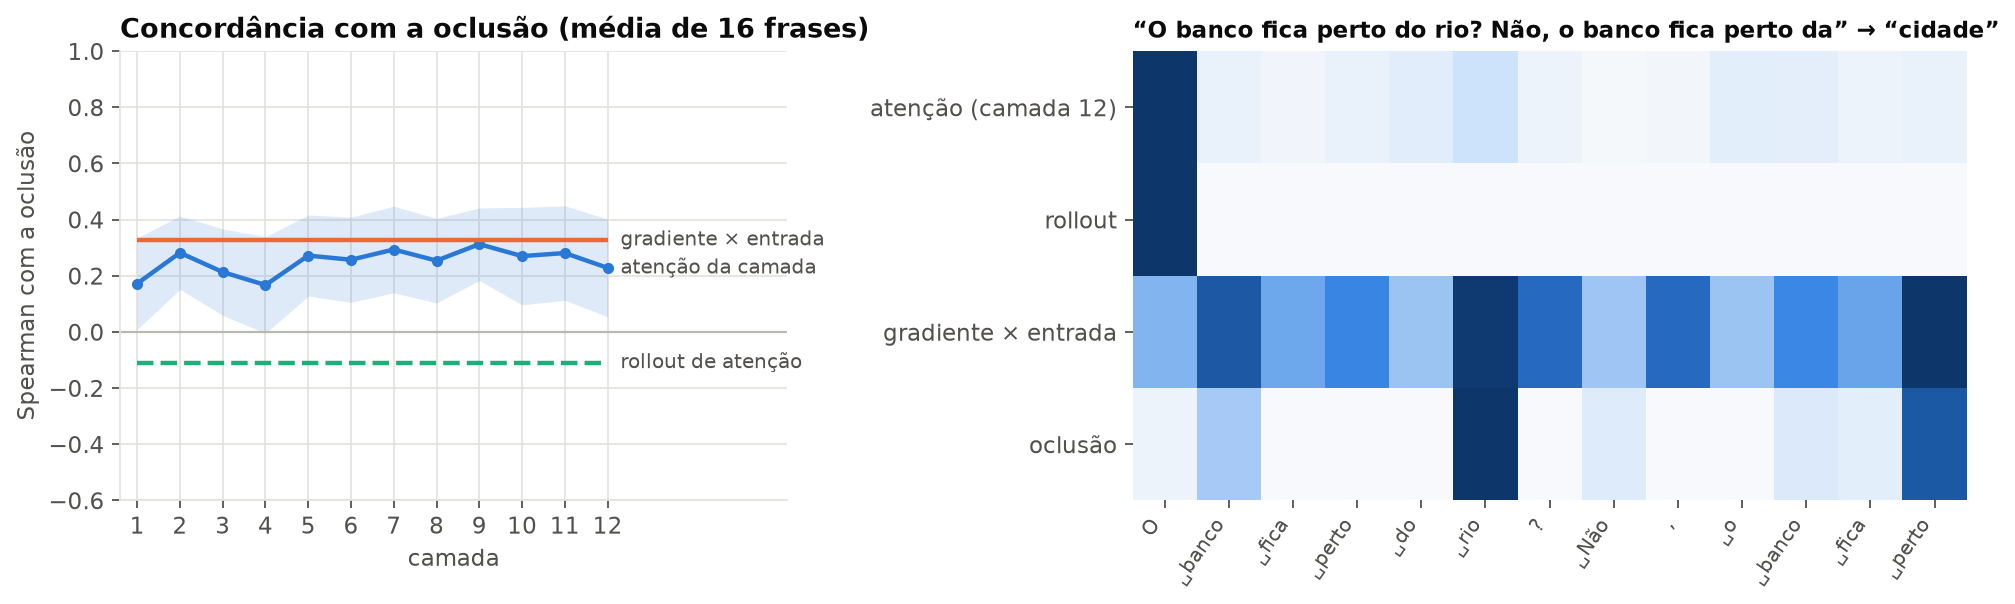 Concordância com a oclusão (média de 16 frases)
Spearman com a oclusão
1.0
0.8
0.6
0.4
0.2
0.0
−0.2
−0.4
−0.6
1 2 3 4 5 6 7 8 9 10 11 12
camada
gradiente × entrada
atenção da camada
rollout de atenção
“O banco fica perto do rio? Não, o banco fica perto da” → “cidade”
atenção (camada 12)
rollout
gradiente × entrada
oclusão
O
␣banco
␣fica
␣perto
␣do
␣rio
?
␣Não
,
␣o
␣banco
␣fica
␣perto